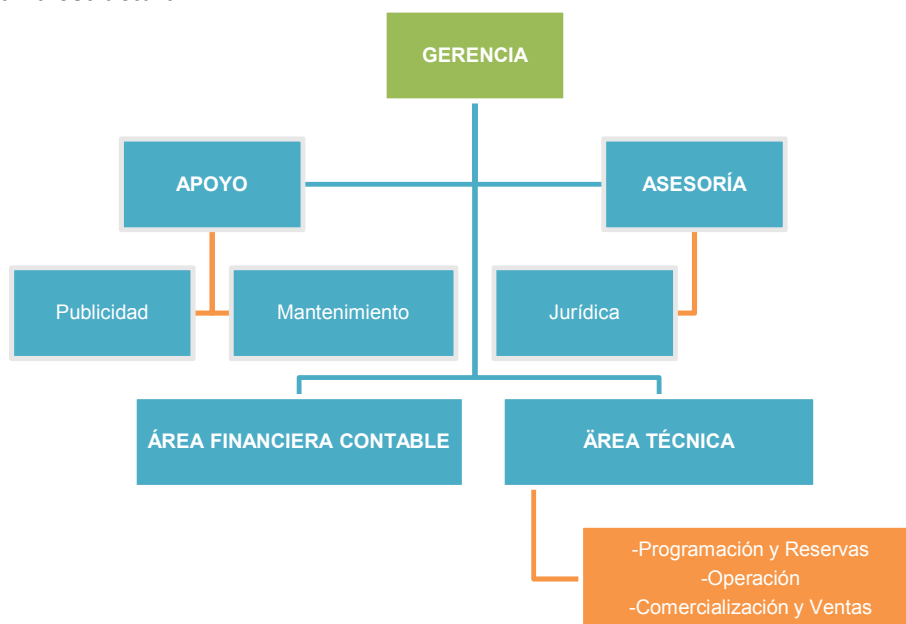 GERENCIA
APOYO
ASESORÍA
Publicidad
Mantenimiento
Jurídica
ÁREA FINANCIERA CONTABLE
ÄREA TÉCNICA
-Programación y Reservas
-Operación
-Comercialización y Ventas